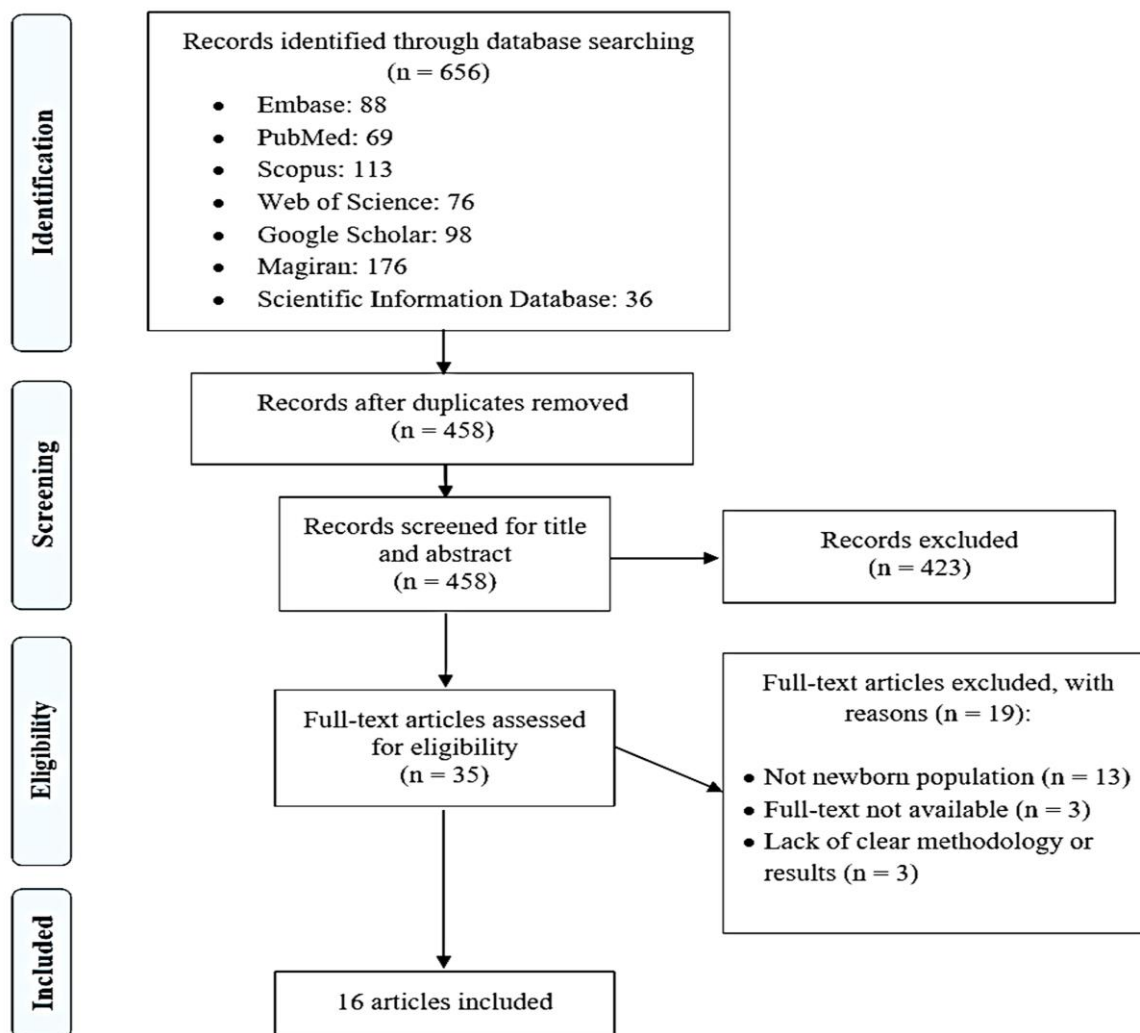 Identification
Records identified through database searching
(n = 656)
• Embase: 88
• PubMed: 69
• Scopus: 113
• Web of Science: 76
• Google Scholar: 98
• Magiran: 176
• Scientific Information Database: 36
Screening
Records after duplicates removed
(n = 458)
Records screened for title
and abstract
(n = 458)
Records excluded
(n = 423)
Eligibility
Full-text articles assessed
for eligibility
(n = 35)
Full-text articles excluded, with
reasons (n = 19):
• Not newborn population (n = 13)
• Full-text not available (n = 3)
• Lack of clear methodology or
results (n = 3)
Included
16 articles included